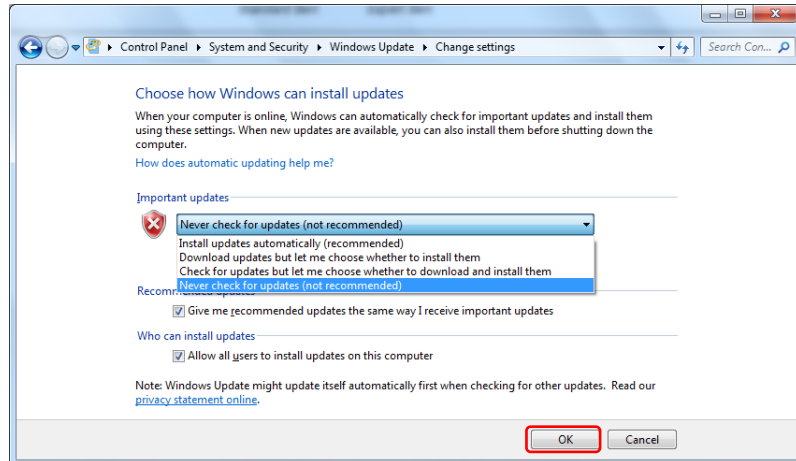 Control Panel ▸ System and Security ▸ Windows Update ▸ Change settings
Search Con...
Choose how Windows can install updates
When your computer is online, Windows can automatically check for important updates and install them
using these settings. When new updates are available, you can also install them before shutting down the
computer.
How does automatic updating help me?
Important updates
Never check for updates (not recommended)
Install updates automatically (recommended)
Download updates but let me choose whether to install them
Check for updates but let me choose whether to download and install them
Never check for updates (not recommended)
Recommended updates
Give me recommended updates the same way I receive important updates
Who can install updates
Allow all users to install updates on this computer
Note: Windows Update might update itself automatically first when checking for other updates. Read our
privacy statement online.
OK
Cancel